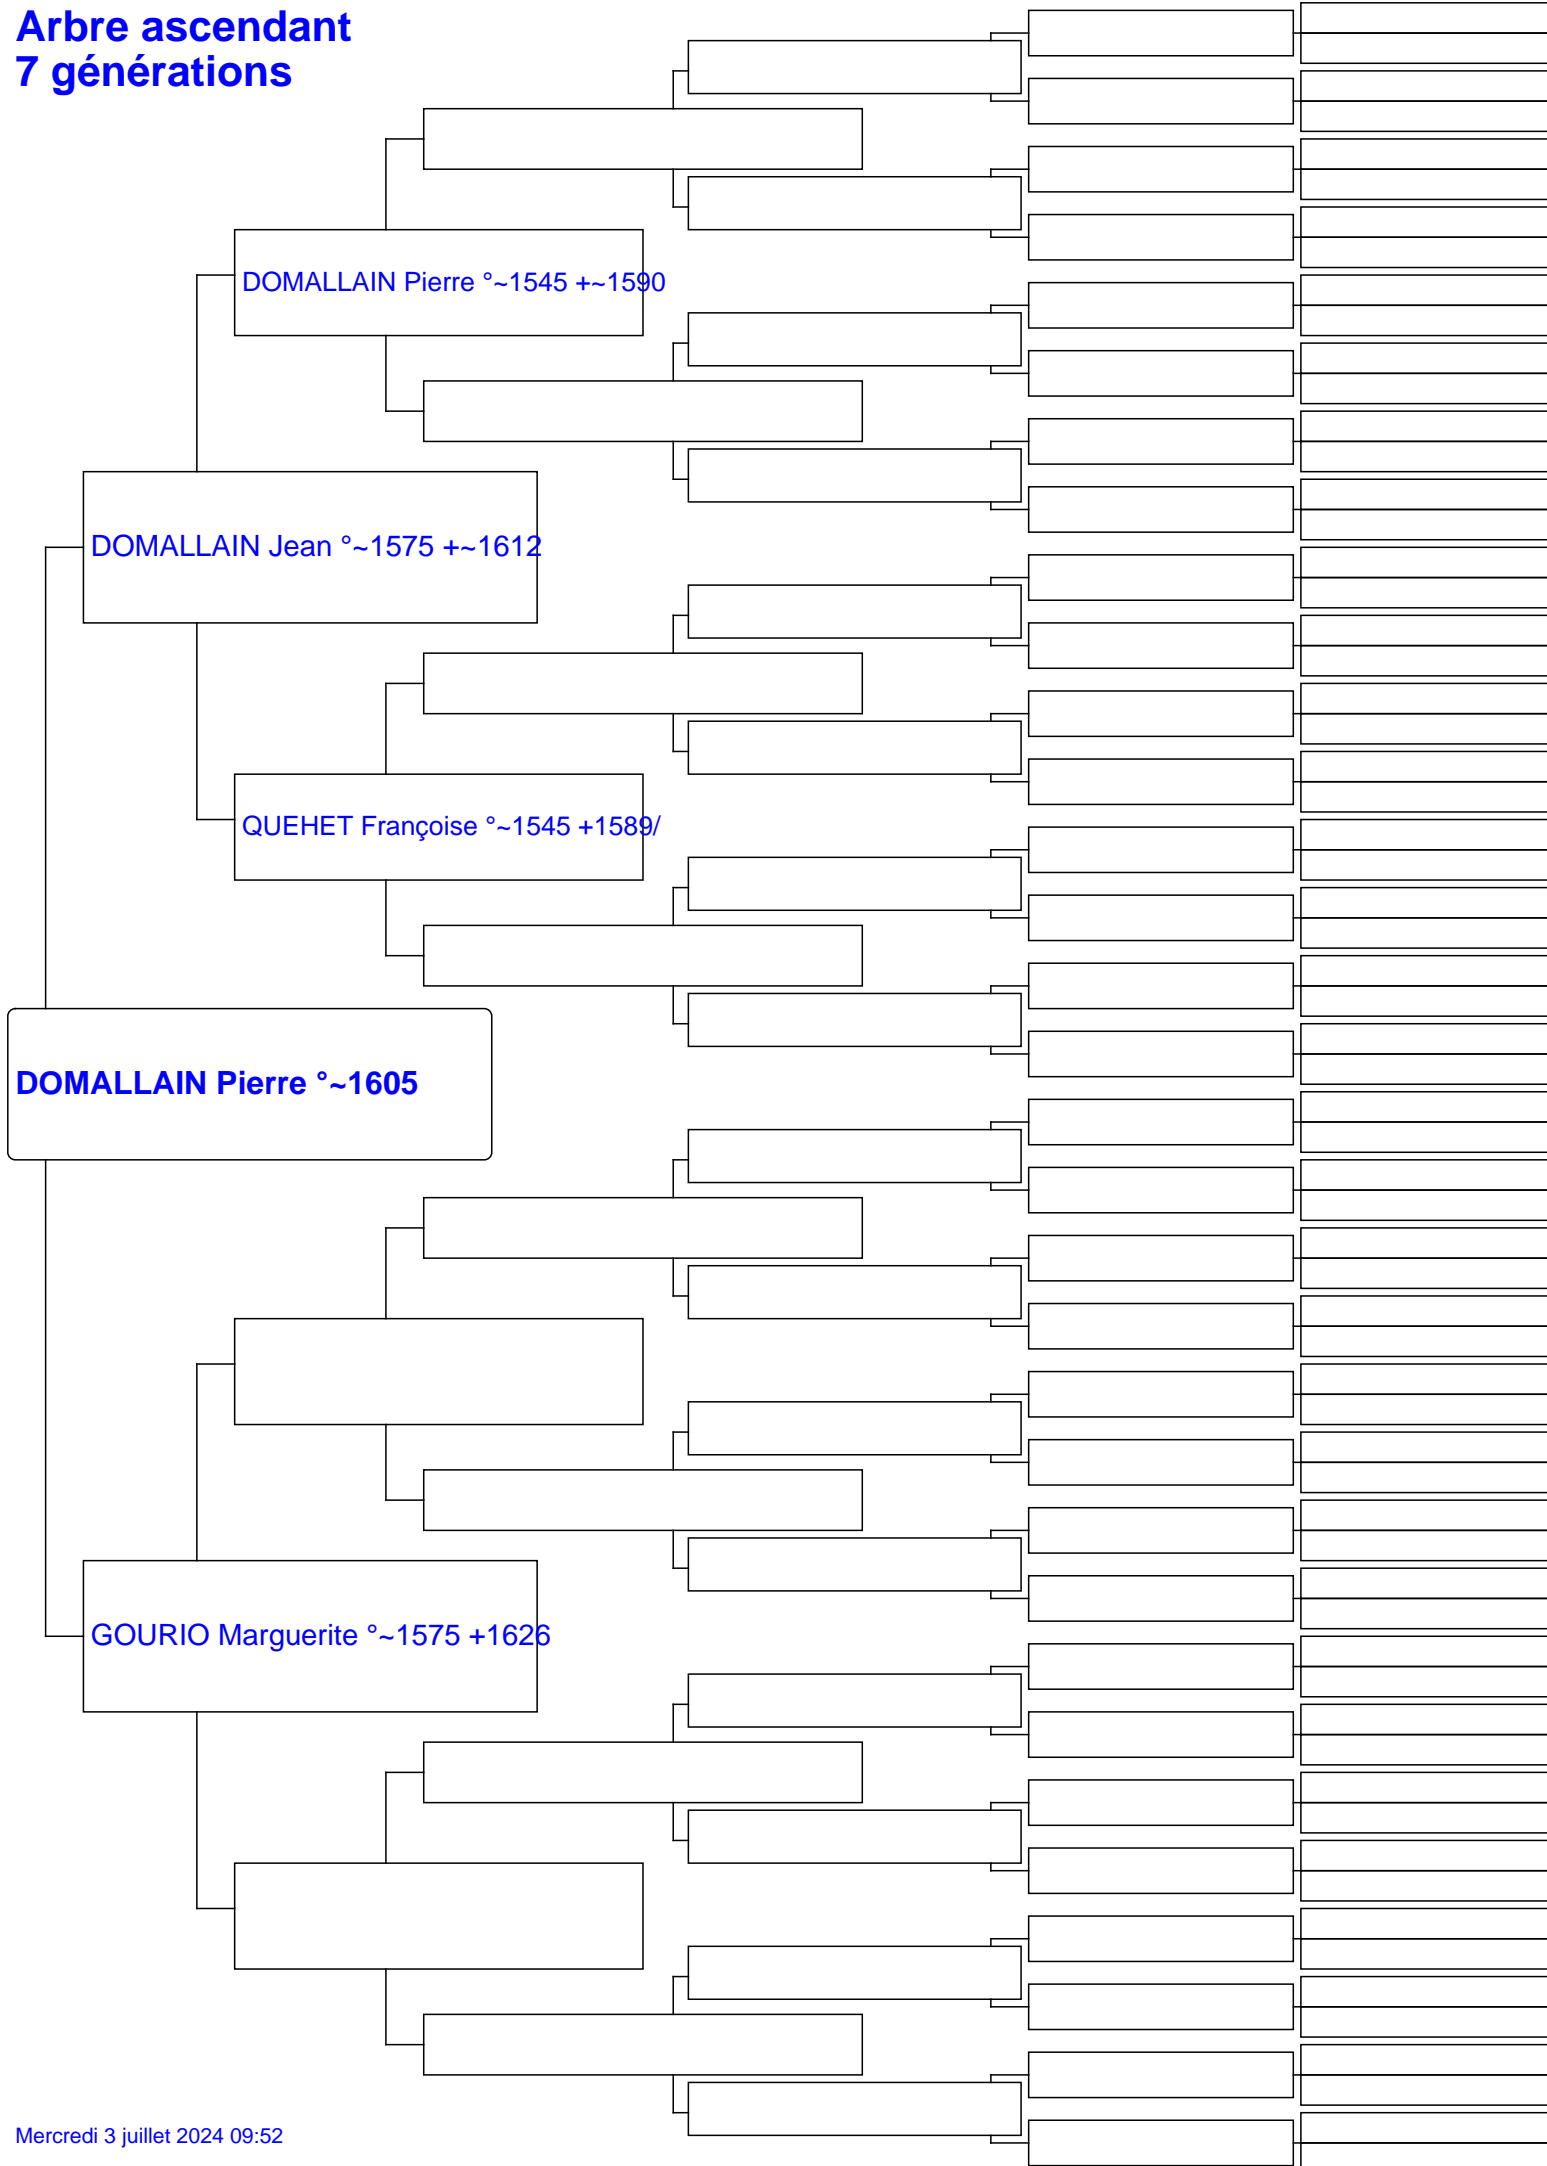 Arbre ascendant
7 générations
DOMALLAIN Pierre °~1545 +~1590
DOMALLAIN Jean °~1575 +~1612
QUEHET Françoise °~1545 +1589/
DOMALLAIN Pierre °~1605
GOURIO Marguerite °~1575 +1626
Mercredi 3 juillet 2024 09:52